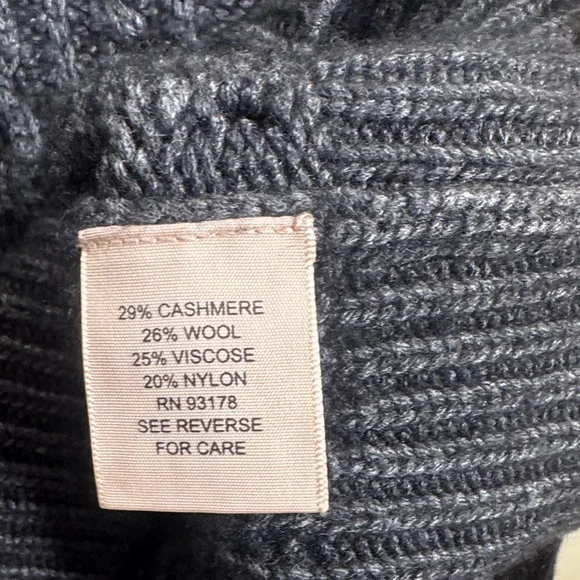 29% CASHMERE
26% WOOL
25% VISCOSE
20% NYLON
RN 93178
SEE REVERSE
FOR CARE